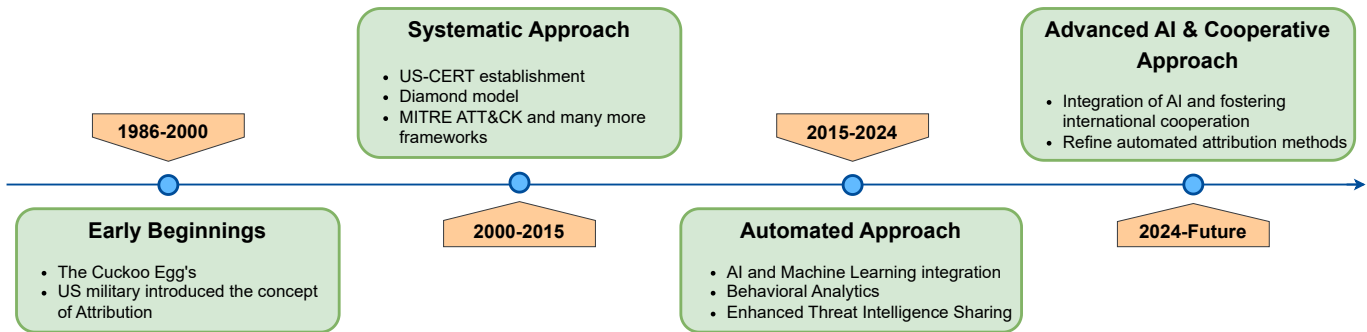 Systematic Approach
• US-CERT establishment
• Diamond model
• MITRE ATT&CK and many more
frameworks
Advanced AI & Cooperative
Approach
• Integration of AI and fostering
international cooperation
• Refine automated attribution methods
1986-2000
2015-2024
Early Beginnings
• The Cuckoo Egg's
• US military introduced the concept
of Attribution
2000-2015
Automated Approach
• AI and Machine Learning integration
• Behavioral Analytics
• Enhanced Threat Intelligence Sharing
2024-Future